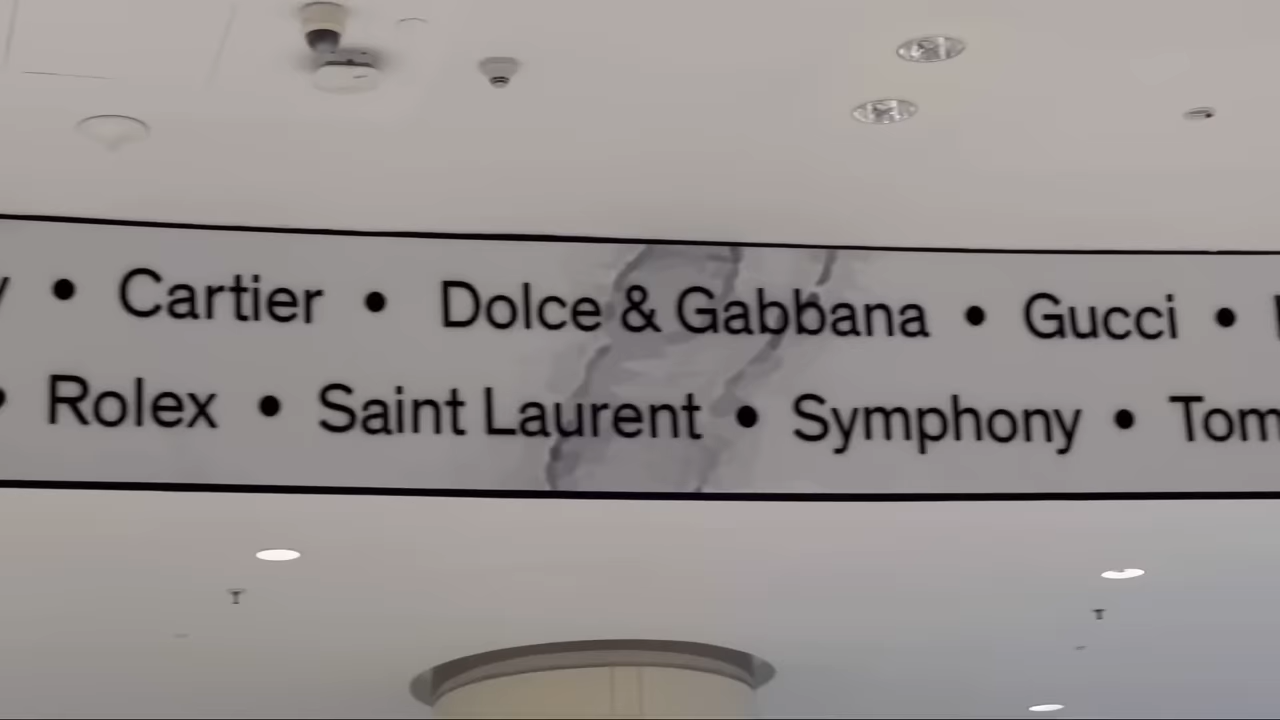 • Cartier • Dolce & Gabbana • Gucci •
• Rolex • Saint Laurent • Symphony • Tom